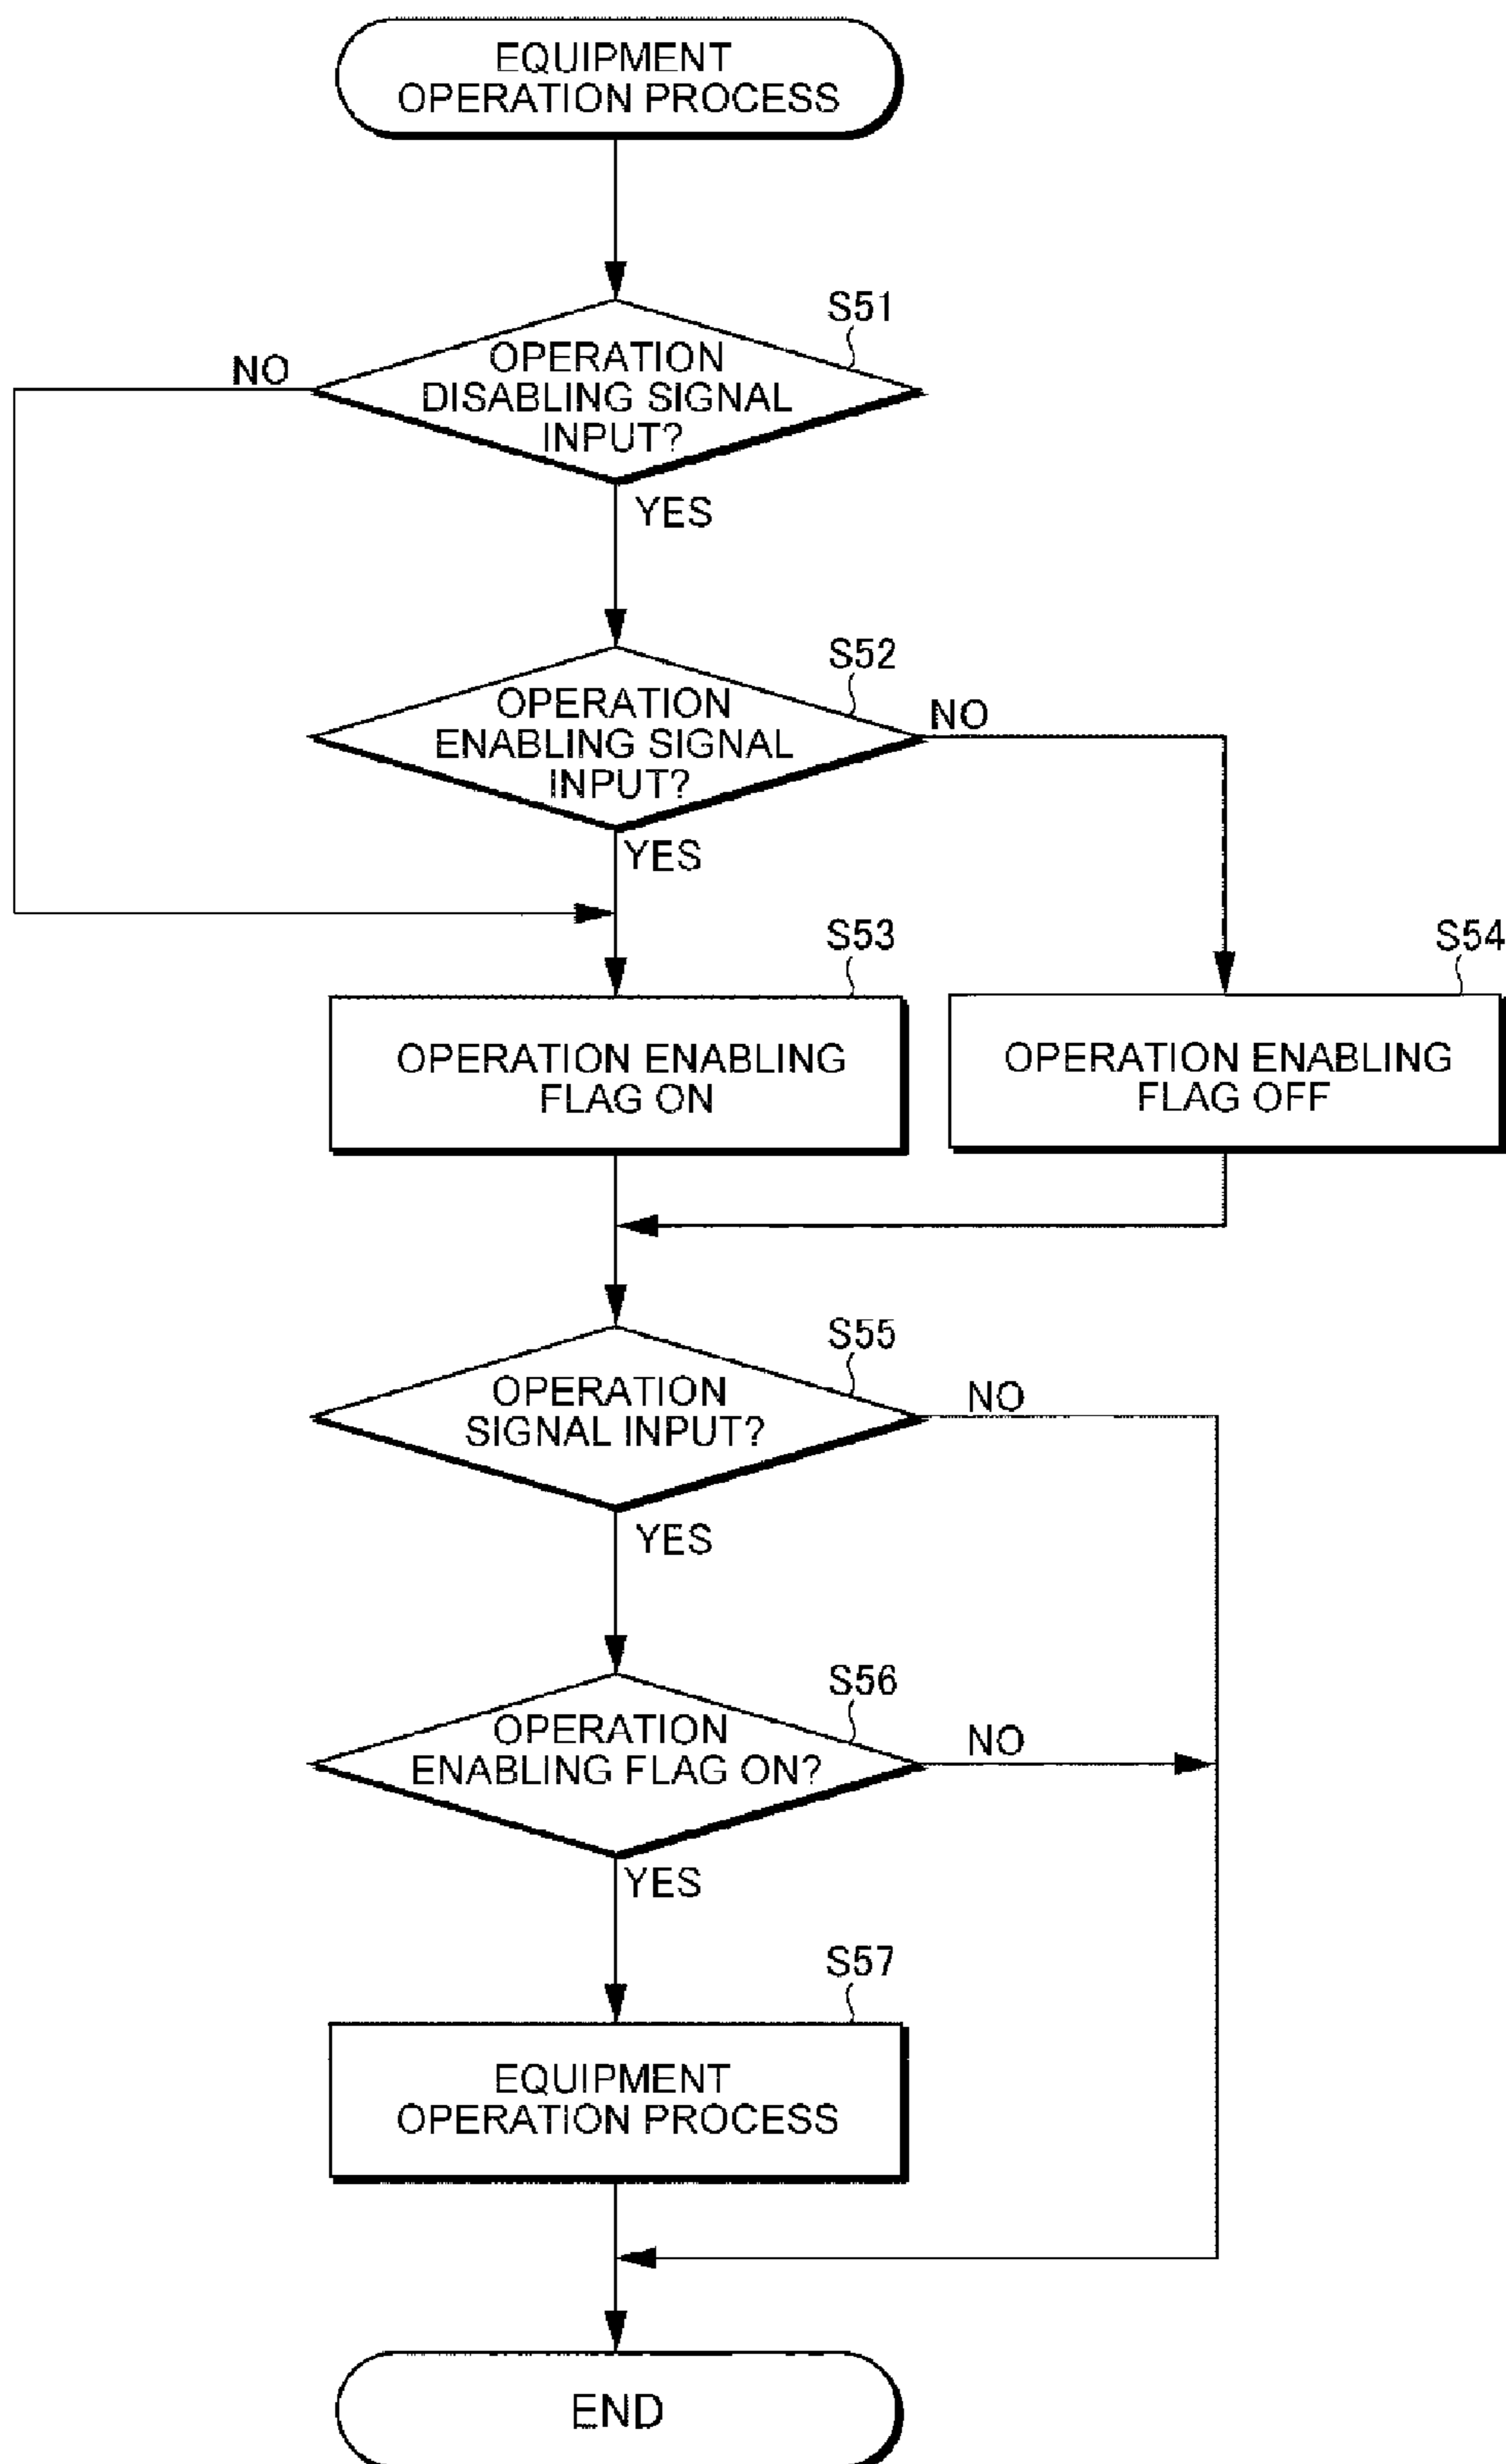 EQUIPMENT
OPERATION PROCESS
S51
OPERATION
DISABLING SIGNAL
INPUT?
NO
YES
S52
OPERATION
ENABLING SIGNAL
INPUT?
NO
YES
S53
OPERATION ENABLING
FLAG ON
S54
OPERATION ENABLING
FLAG OFF
S55
OPERATION
SIGNAL INPUT?
NO
YES
S56
OPERATION
ENABLING FLAG ON?
NO
YES
S57
EQUIPMENT
OPERATION PROCESS
END